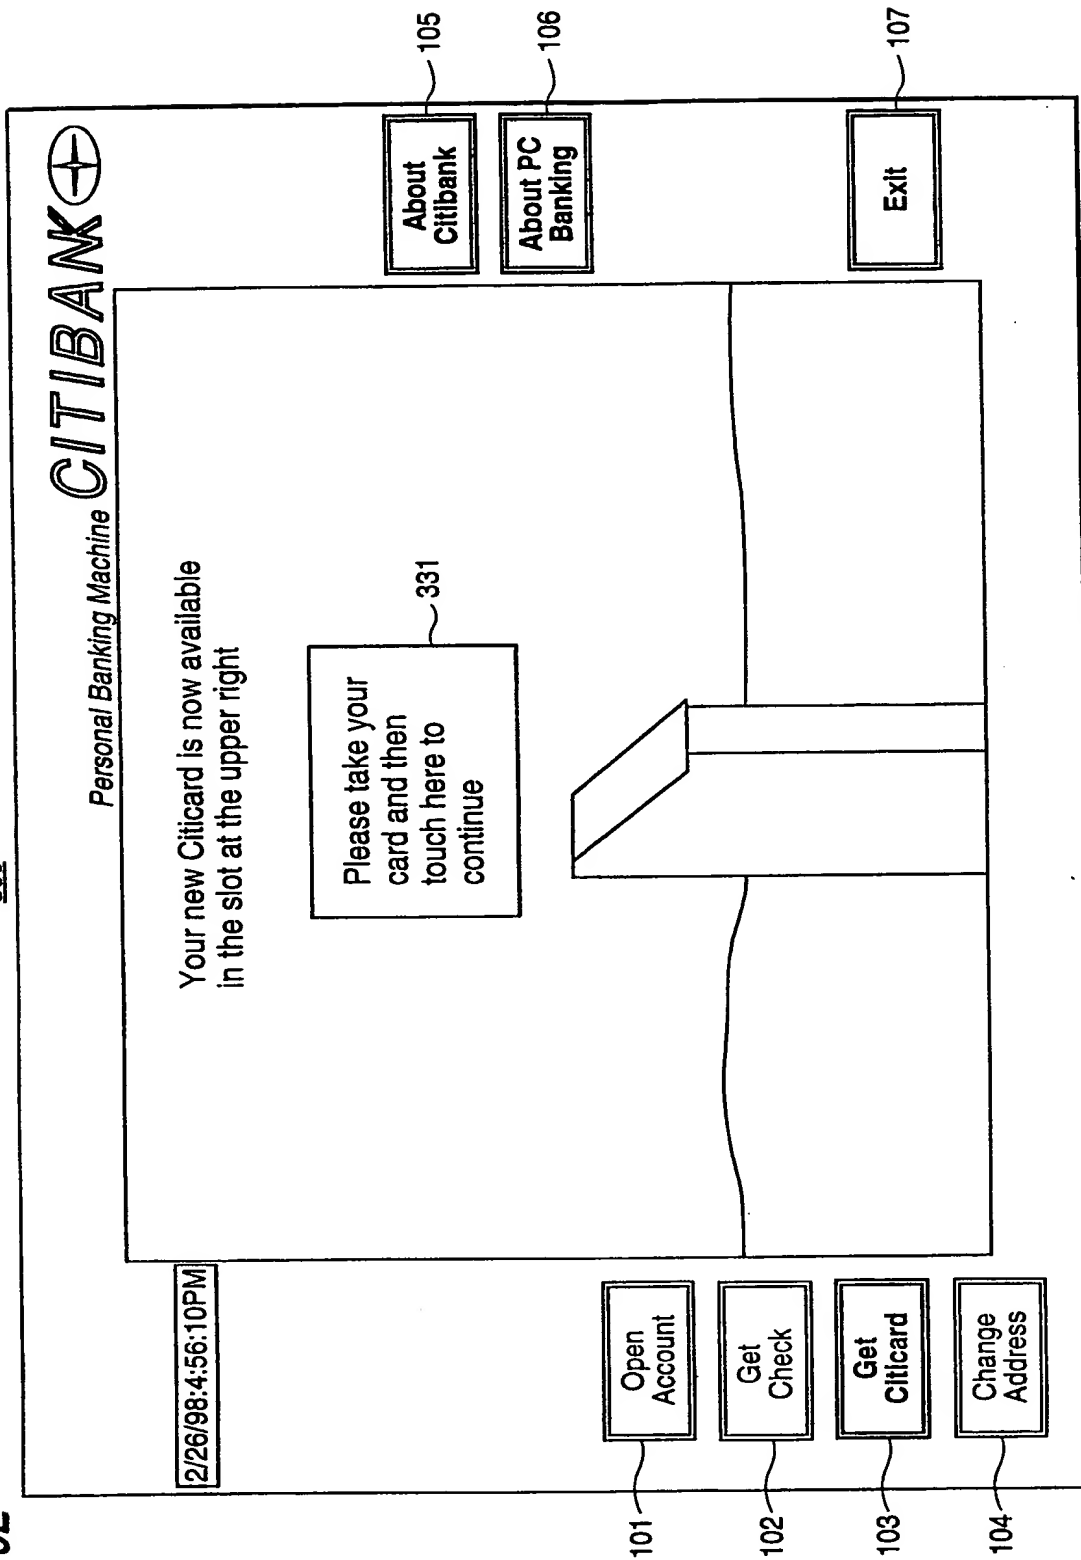 Personal Banking Machine CITIBANK
2/26/98:4:56:10PM
Your new Citicard is now available
in the slot at the upper right
Please take your
card and then
touch here to
continue
331
Open
Account
101
Get
Check
102
Get
Citicard
103
Change
Address
104
About
Citibank
105
About PC
Banking
106
Exit
107